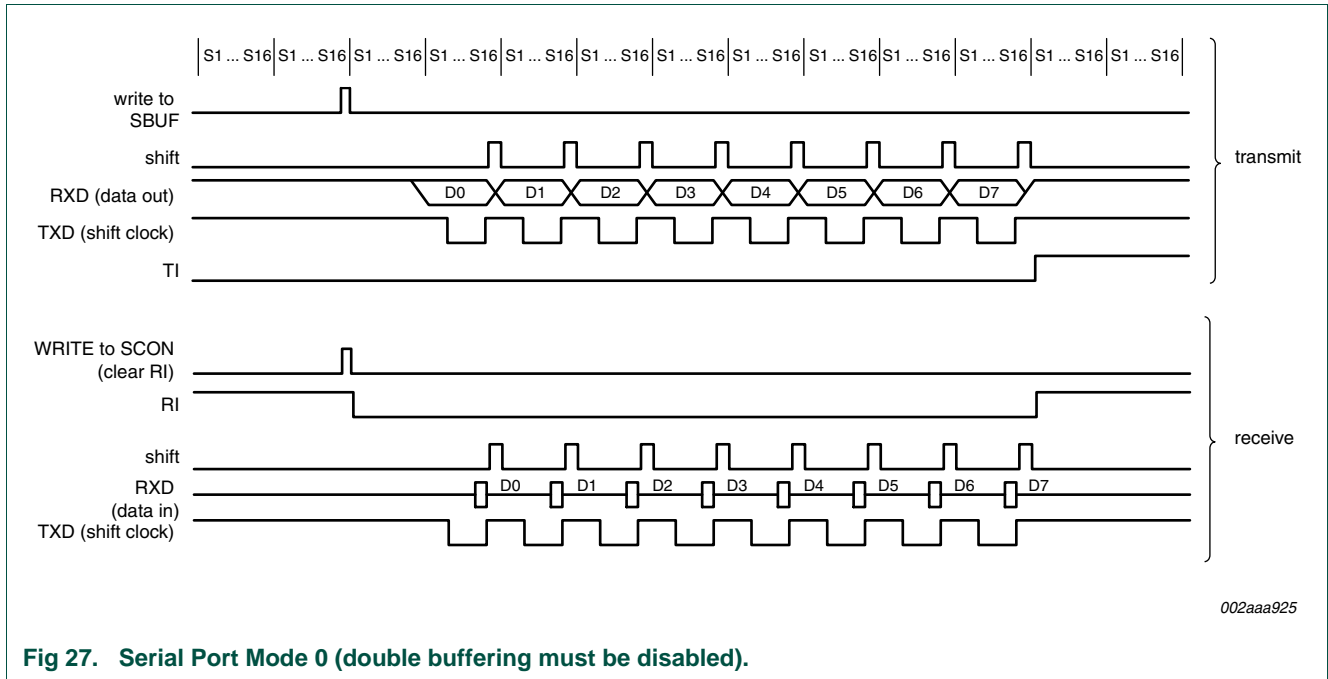 S1 ... S16 S1 ... S16 S1 ... S16 S1 ... S16 S1 ... S16 S1 ... S16 S1 ... S16 S1 ... S16 S1 ... S16 S1 ... S16 S1 ... S16 S1 ... S16 S1 ... S16
write to
SBUF
shift
transmit
RXD (data out)
D0 D1 D2 D3 D4 D5 D6 D7
TXD (shift clock)
TI
WRITE to SCON
(clear RI)
RI
receive
shift
RXD
(data in)
D0 D1 D2 D3 D4 D5 D6 D7
TXD (shift clock)
002aaa925
Fig 27. Serial Port Mode 0 (double buffering must be disabled).